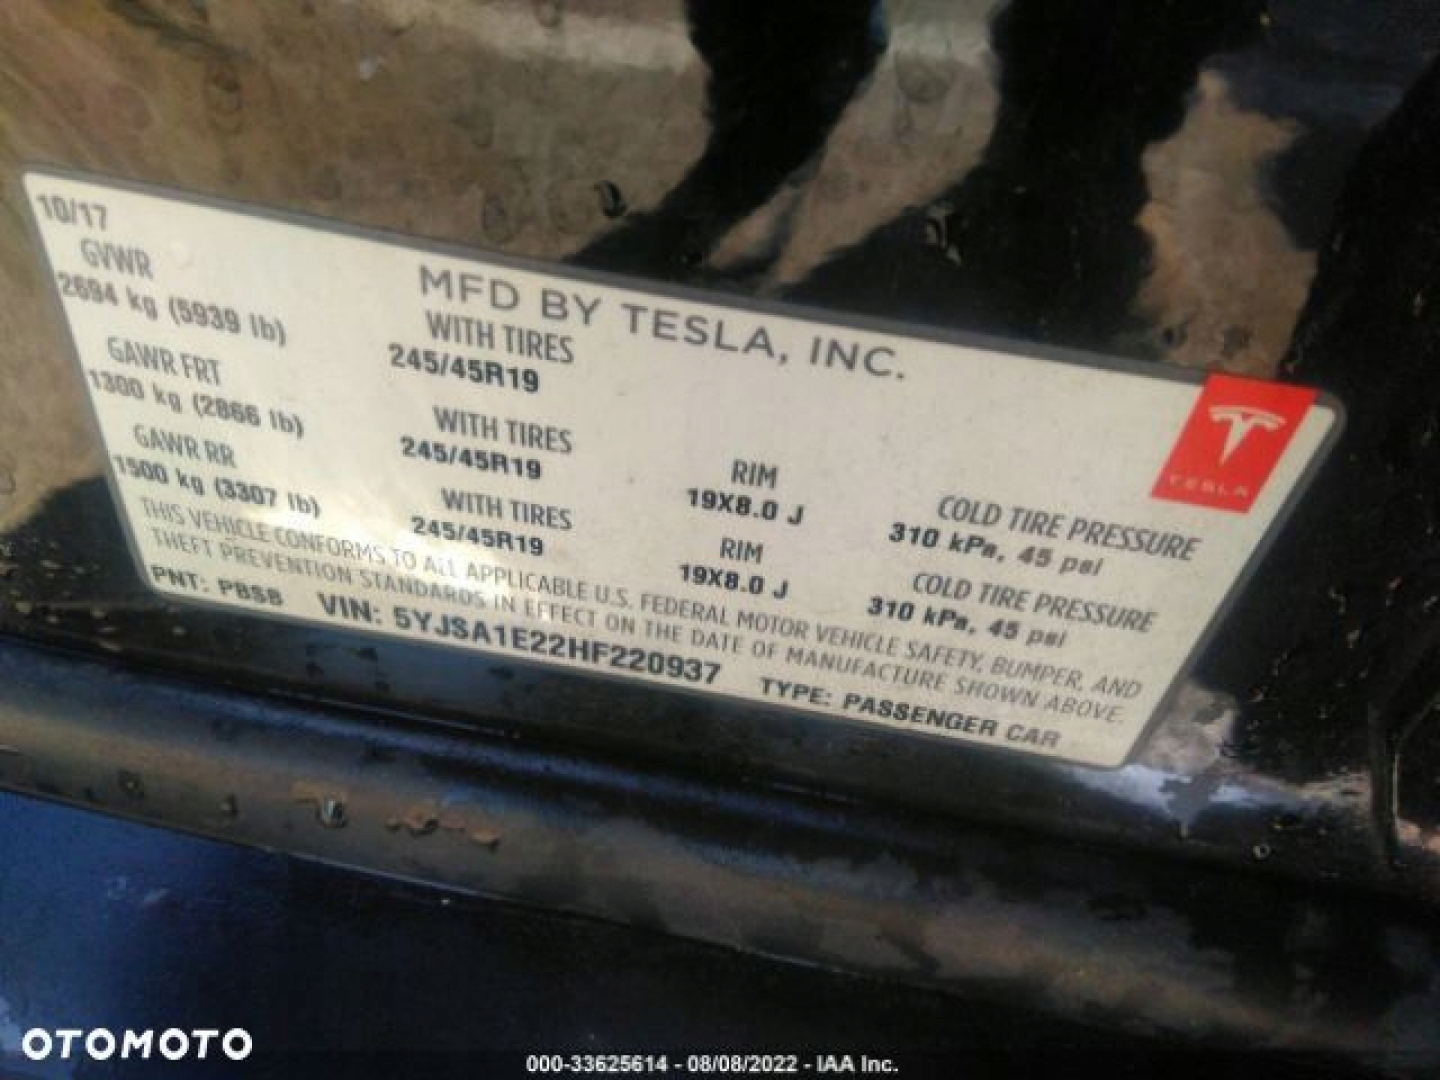 10/17
MFD BY TESLA, INC.
GVWR WITH TIRES
2694 kg (5939 lb) 245/45R19
GAWR FRT WITH TIRES RIM COLD TIRE PRESSURE
1300 kg (2866 lb) 245/45R19 19X8.0 J 310 kPa, 45 psi
GAWR RR WITH TIRES RIM COLD TIRE PRESSURE
1500 kg (3307 lb) 245/45R19 19X8.0 J 310 kPa, 45 psi
THIS VEHICLE CONFORMS TO ALL APPLICABLE U.S. FEDERAL MOTOR VEHICLE SAFETY, BUMPER, AND
THEFT PREVENTION STANDARDS IN EFFECT ON THE DATE OF MANUFACTURE SHOWN ABOVE.
PNT: PBSB VIN: 5YJSA1E22HF220937 TYPE: PASSENGER CAR
TESLA
OTOMOTO
000-33625614 - 08/08/2022 - IAA Inc.